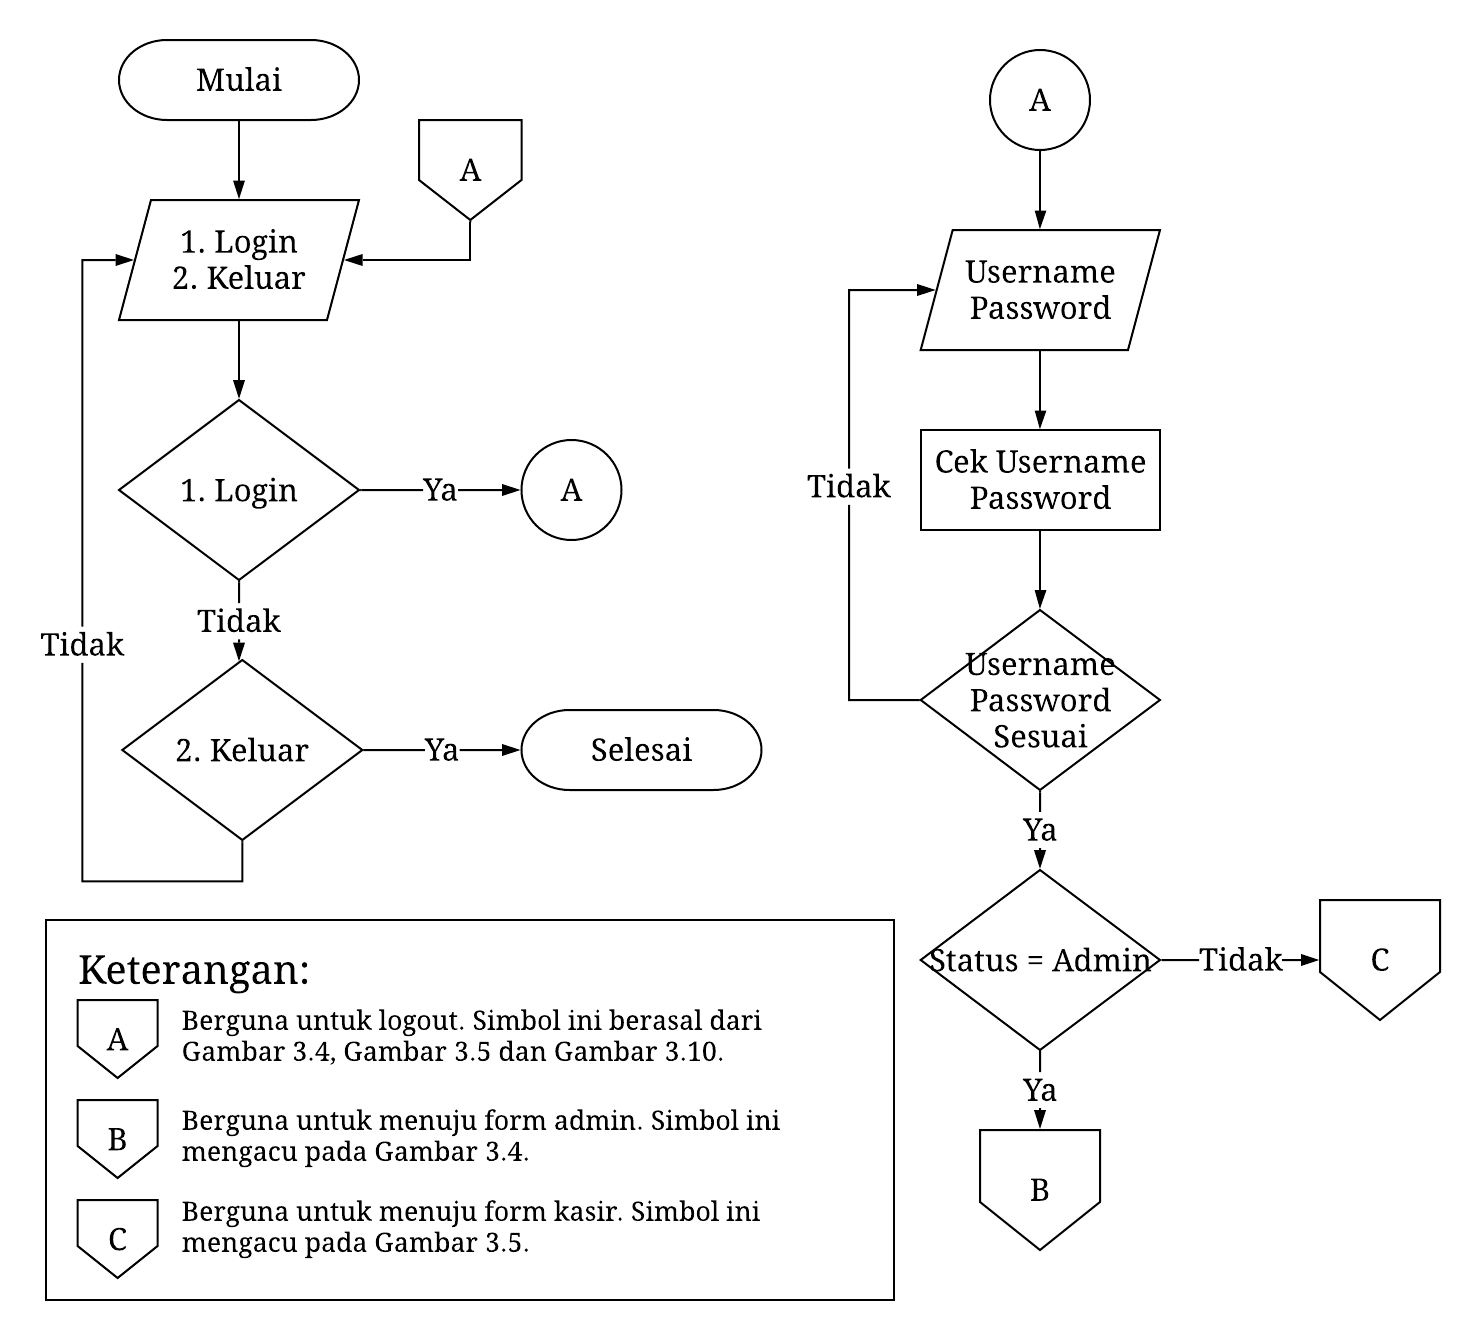 Mulai
A
1. Login
2. Keluar
1. Login
Ya
A
Tidak
Tidak
2. Keluar
Ya
Selesai
A
Username
Password
Cek Username
Password
Tidak
Username
Password
Sesuai
Ya
Status = Admin
Tidak
C
Ya
B
Keterangan:
A
Berguna untuk logout. Simbol ini berasal dari
Gambar 3.4, Gambar 3.5 dan Gambar 3.10.
B
Berguna untuk menuju form admin. Simbol ini
mengacu pada Gambar 3.4.
C
Berguna untuk menuju form kasir. Simbol ini
mengacu pada Gambar 3.5.